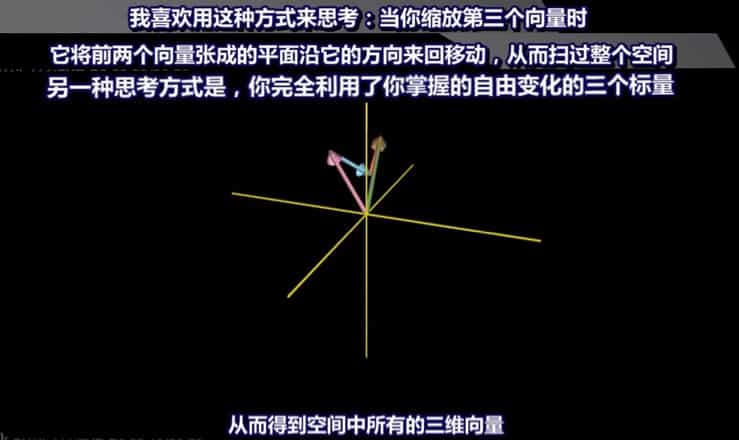 我喜欢用这种方式来思考：当你缩放第三个向量时
它将前两个向量张成的平面沿它的方向来回移动，从而扫过整个空间
另一种思考方式是，你完全利用了你掌握的自由变化的三个标量
从而得到空间中所有的三维向量